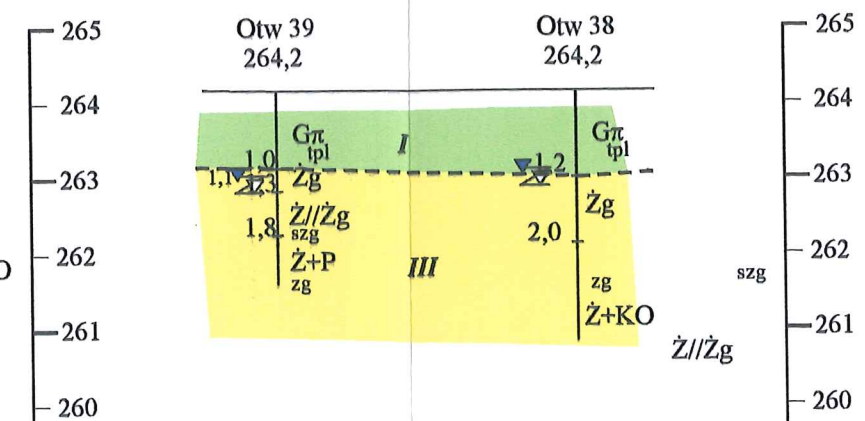 265
264
263
262
261
260
O
Otw 39
264,2
Gπ
tpl
1,0
Żg
1,1
1,3
Ż//Żg
1,8
szg
Ż+P
zg
I
III
Otw 38
264,2
Gπ
tpl
1,2
Żg
2,0
zg
Ż+KO
szg
Ż//Żg
265
264
263
262
261
260